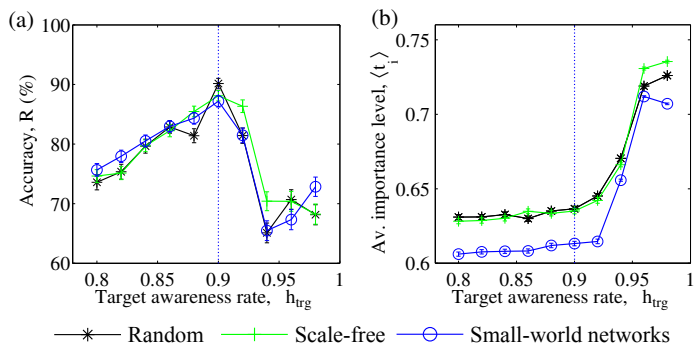 (a)
(b)
100
90
80
70
60
Accuracy, R (%)
0.8 0.85 0.9 0.95 1
Target awareness rate, h_trg
0.75
0.7
0.65
0.6
Av. importance level, ⟨t_i⟩
0.8 0.85 0.9 0.95 1
Target awareness rate, h_trg
Random Scale-free Small-world networks